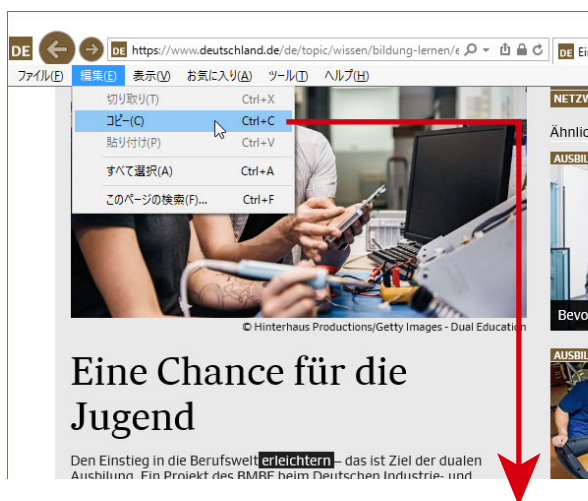 DE
DE https://www.deutschland.de/de/topic/wissen/bildung-lernen/e
DE Ei
ファイル(F) 編集(E) 表示(V) お気に入り(A) ツール(T) ヘルプ(H)
切り取り(T) Ctrl+X
コピー(C) Ctrl+C
貼り付け(P) Ctrl+V
すべて選択(A) Ctrl+A
このページの検索(F)... Ctrl+F
NETZW
Ähnlic
AUSBIL
Bevo
AUSBIL
© Hinterhaus Productions/Getty Images - Dual Education
Eine Chance für die
Jugend
Den Einstieg in die Berufswelt erleichtern – das ist Ziel der dualen
Ausbilung. Ein Projekt des BMBF beim Deutschen Industrie- und